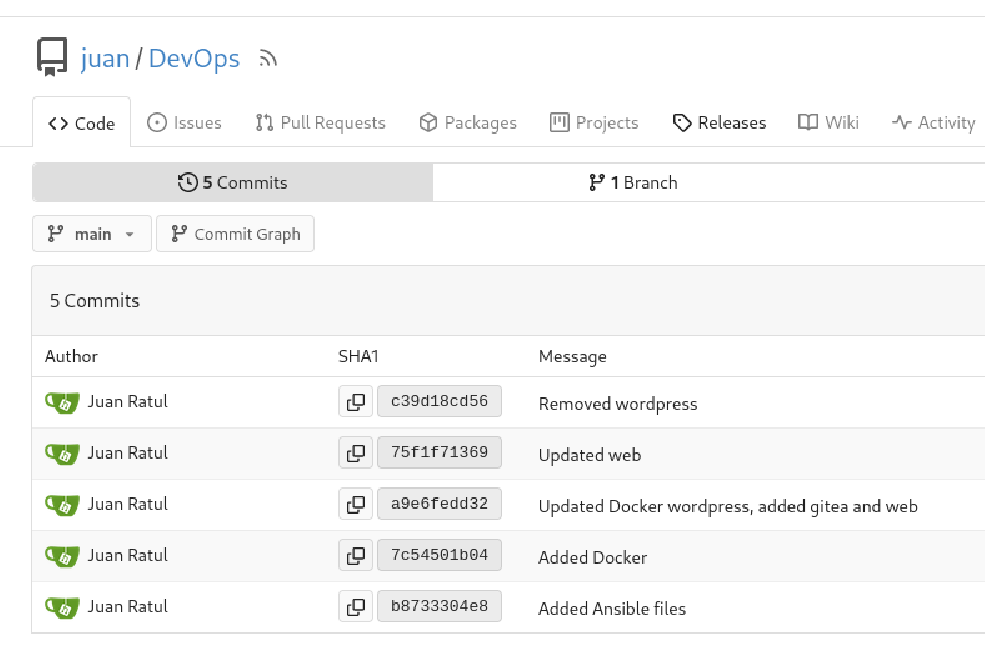 juan / DevOps
Code Issues Pull Requests Packages Projects Releases Wiki Activity
5 Commits 1 Branch
main Commit Graph
5 Commits
Author SHA1 Message
Juan Ratul c39d18cd56 Removed wordpress
Juan Ratul 75f1f71369 Updated web
Juan Ratul a9e6fedd32 Updated Docker wordpress, added gitea and web
Juan Ratul 7c54501b04 Added Docker
Juan Ratul b8733304e8 Added Ansible files